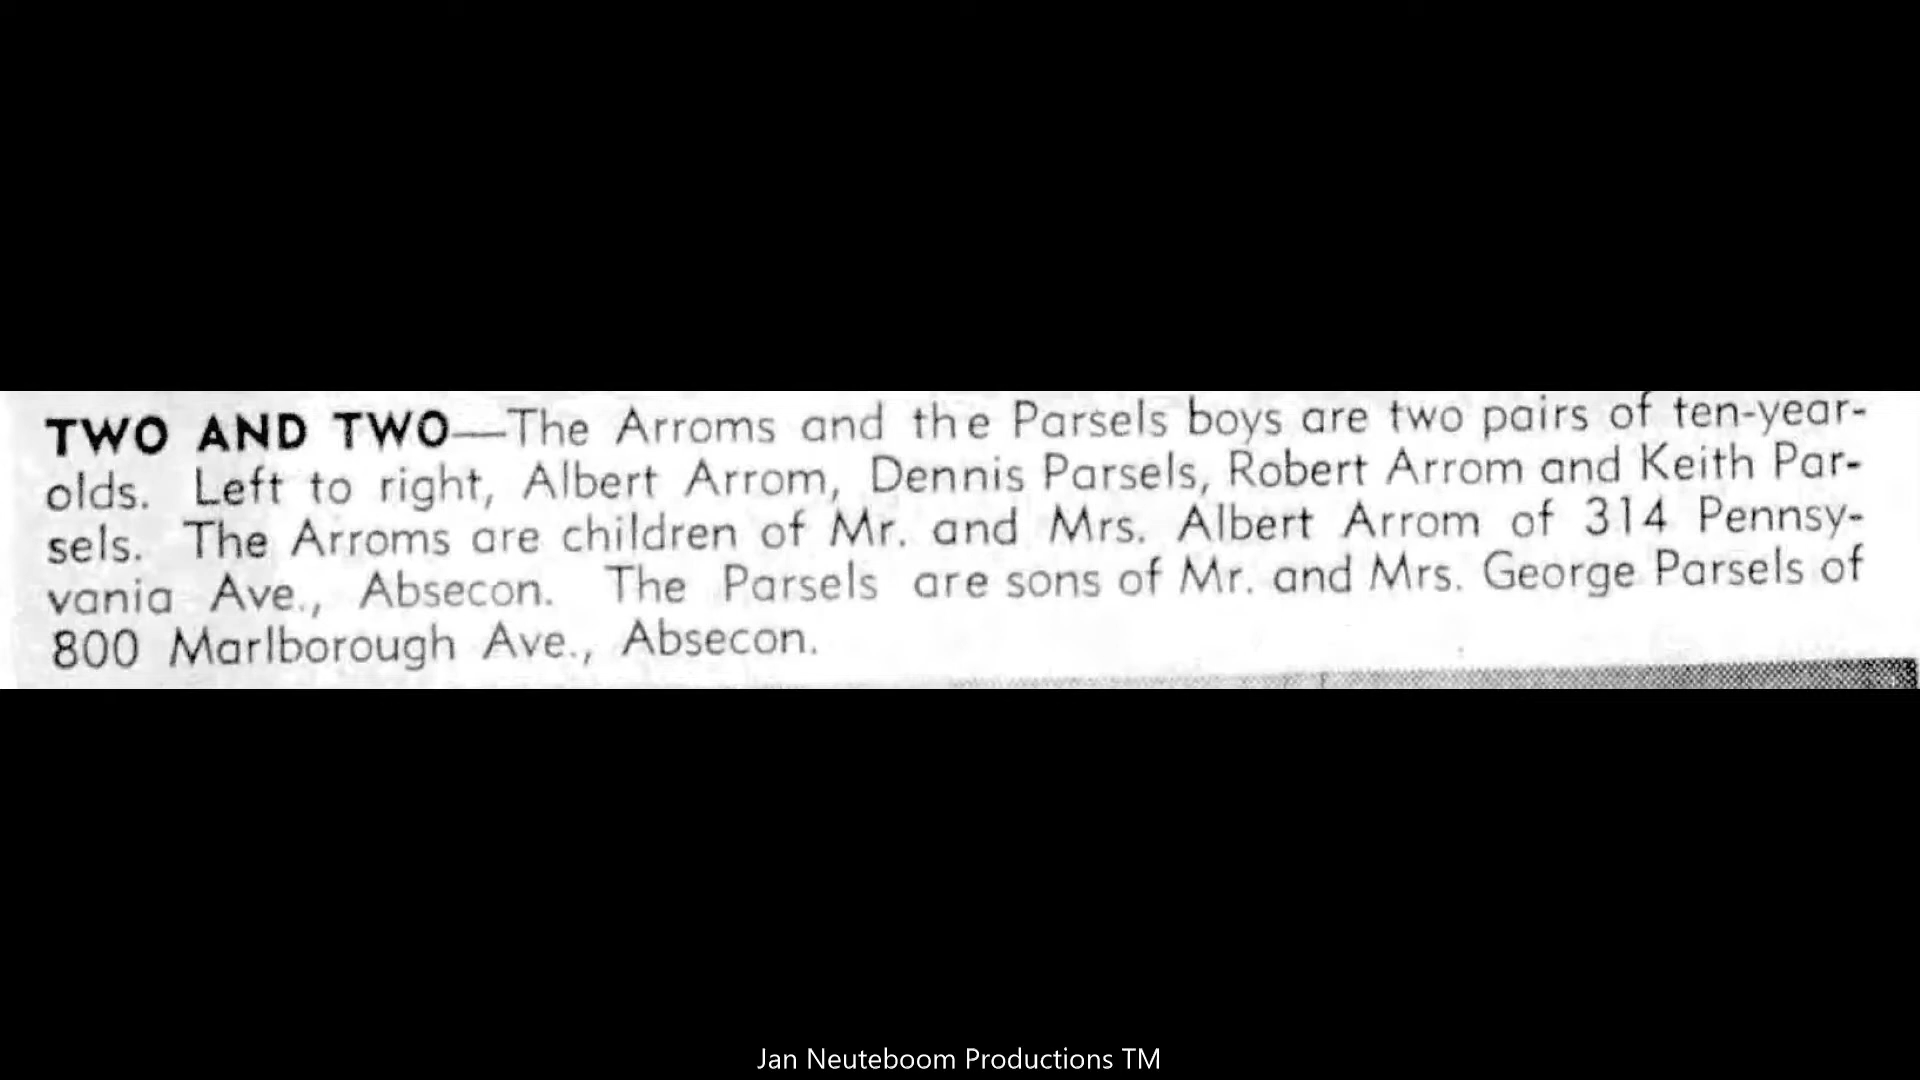 TWO AND TWO—The Arroms and the Parsels boys are two pairs of ten-year-
olds. Left to right, Albert Arrom, Dennis Parsels, Robert Arrom and Keith Par-
sels. The Arroms are children of Mr. and Mrs. Albert Arrom of 314 Pennsy-
vania Ave., Absecon. The Parsels are sons of Mr. and Mrs. George Parsels of
800 Marlborough Ave., Absecon.
Jan Neuteboom Productions TM